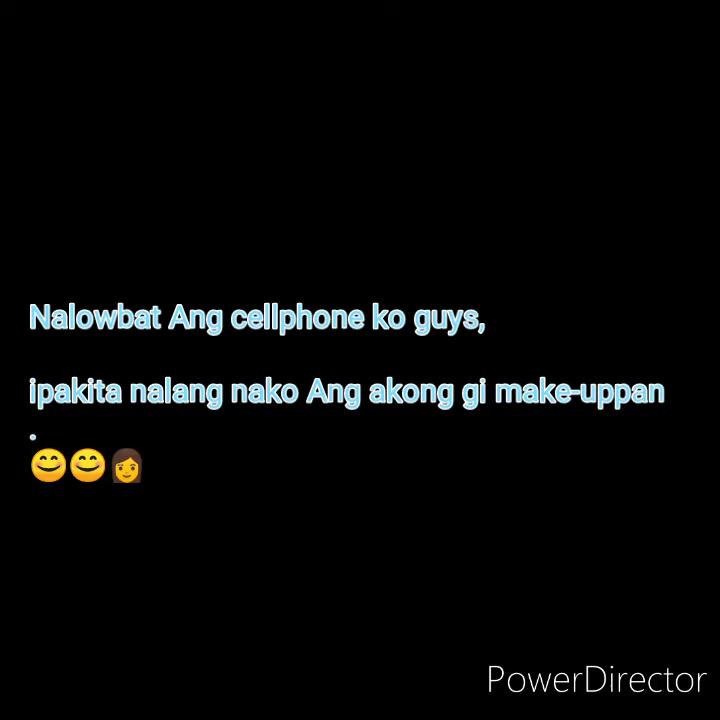 Nalowbat Ang cellphone ko guys,
ipakita nalang nako Ang akong gi make-uppan
.
😊😊👩
PowerDirector